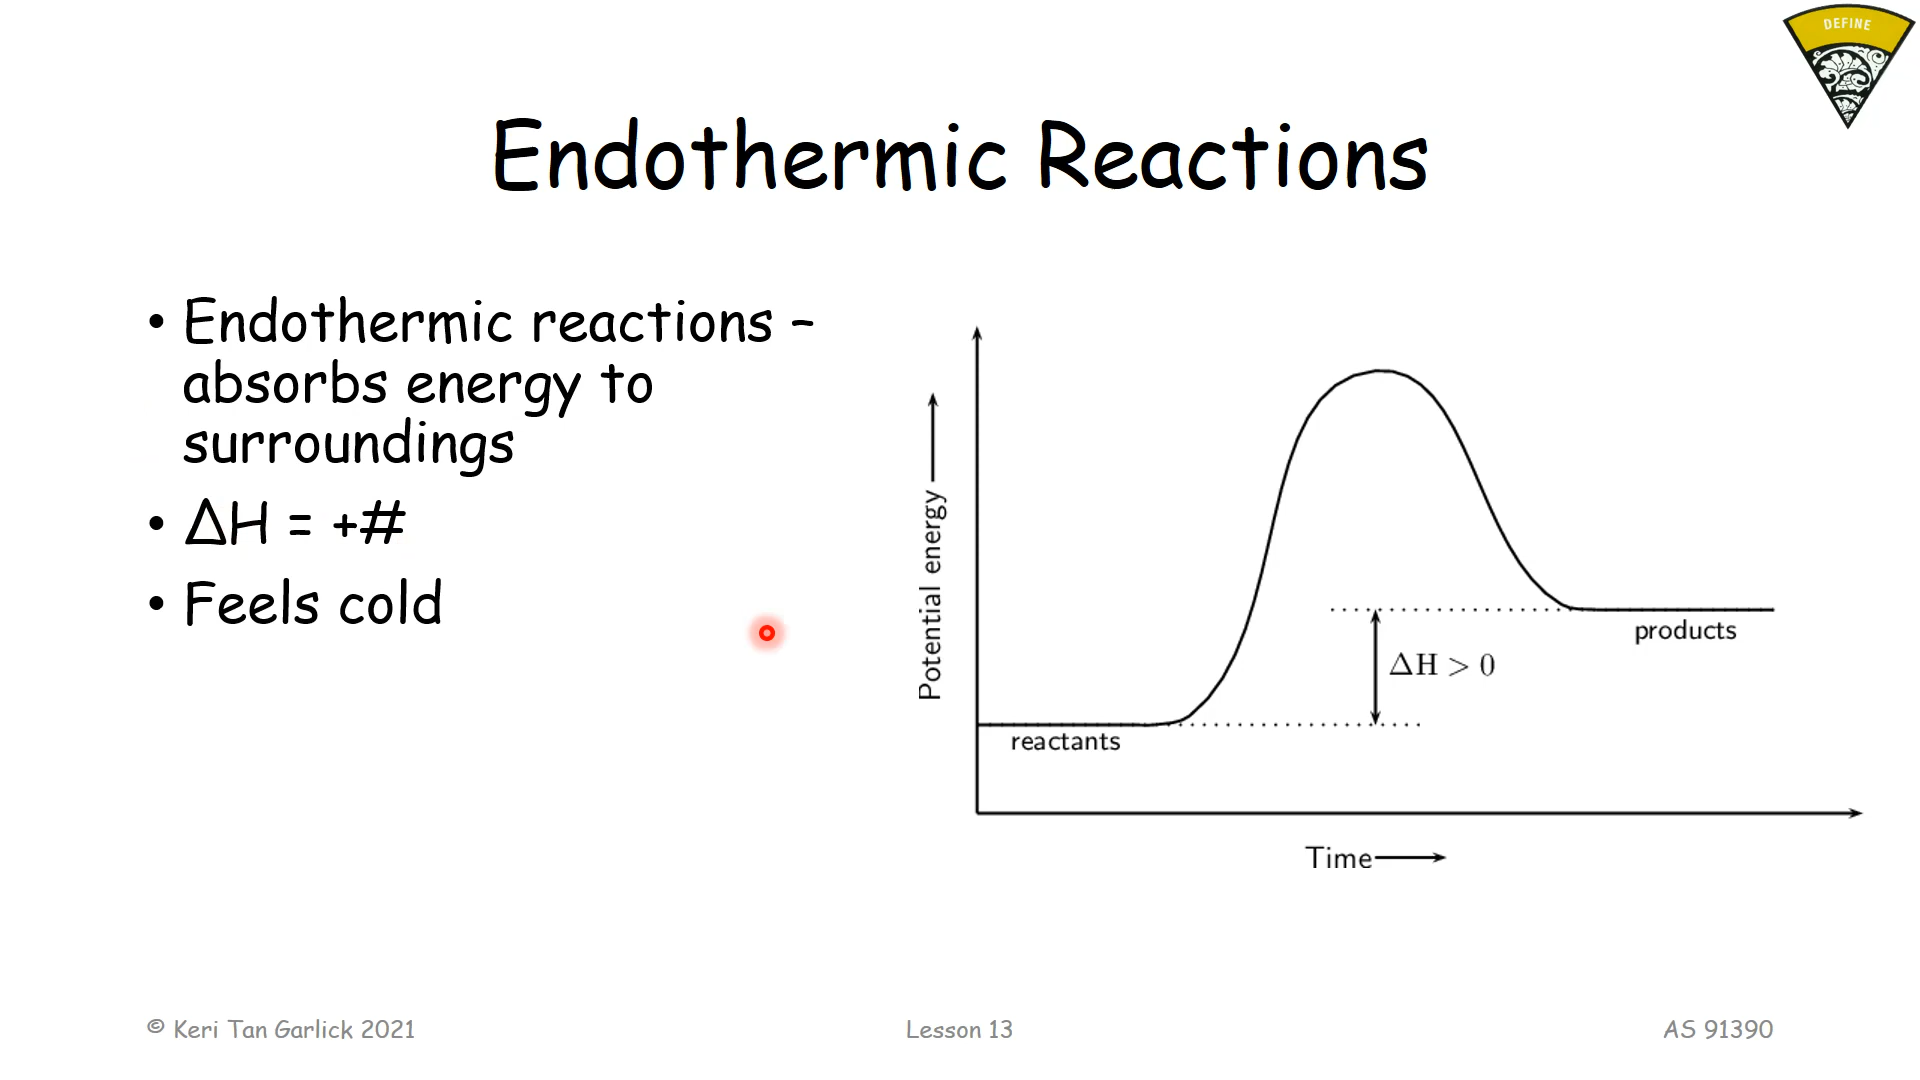 DEFINE
Endothermic Reactions
• Endothermic reactions –
absorbs energy to
surroundings
• ΔH = +#
• Feels cold
Potential energy
products
ΔH > 0
reactants
Time
© Keri Tan Garlick 2021
Lesson 13
AS 91390